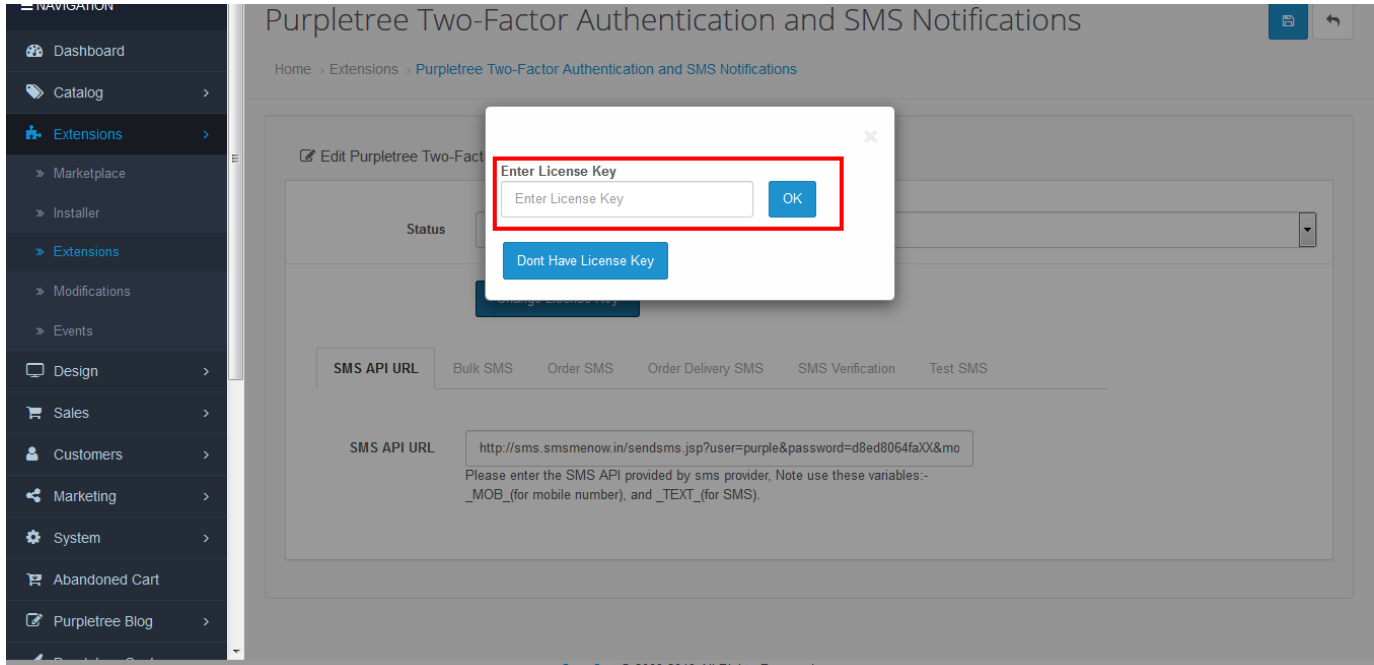 NAVIGATION
Dashboard
Catalog
Extensions
Marketplace
Installer
Extensions
Modifications
Events
Design
Sales
Customers
Marketing
System
Abandoned Cart
Purpletree Blog
Purpletree Two-Factor Authentication and SMS Notifications
Home › Extensions › Purpletree Two-Factor Authentication and SMS Notifications
Edit Purpletree Two-Fact
×
Enter License Key
Enter License Key
OK
Dont Have License Key
Status
Change License Key
SMS API URL Bulk SMS Order SMS Order Delivery SMS SMS Verification Test SMS
SMS API URL
http://sms.smsmenow.in/sendsms.jsp?user=purple&password=d8ed8064faXX&mo
Please enter the SMS API provided by sms provider, Note use these variables:-
_MOB_(for mobile number), and _TEXT_(for SMS).